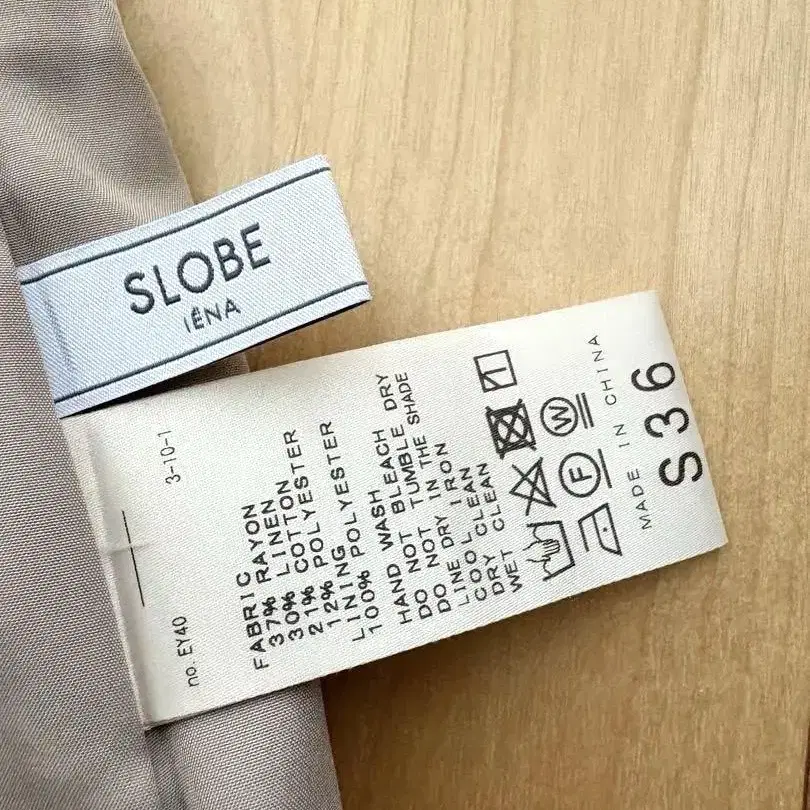 SLOBE
IÉNA
no. EY40
3-10-1
FABRIC
37% RAYON
30% LINEN
21% COTTON
12% POLYESTER
LINING
100% POLYESTER
HAND WASH
DO NOT BLEACH
DO NOT TUMBLE DRY
LINE DRY IN THE SHADE
COOL IRON
DRY CLEAN
WET CLEAN
F
W
MADE IN CHINA
S36